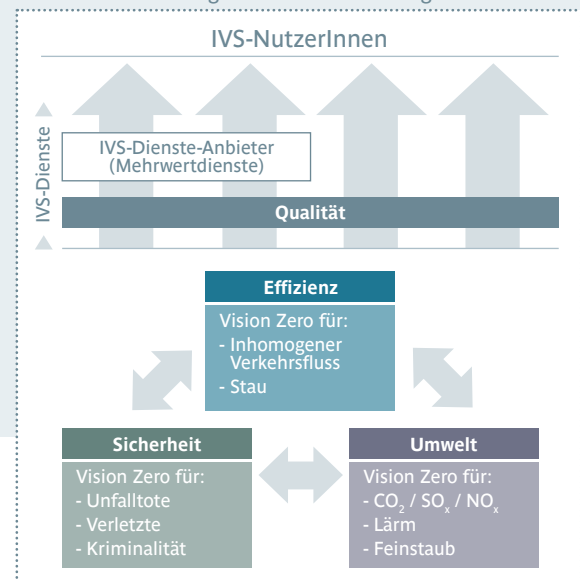 IVS-NutzerInnen
IVS-Dienste
IVS-Dienste-Anbieter
(Mehrwertdienste)
Qualität
Effizienz
Vision Zero für:
- Inhomogener
Verkehrsfluss
- Stau
Sicherheit
Vision Zero für:
- Unfalltote
- Verletzte
- Kriminalität
Umwelt
Vision Zero für:
- CO₂ / SOₓ / NOₓ
- Lärm
- Feinstaub